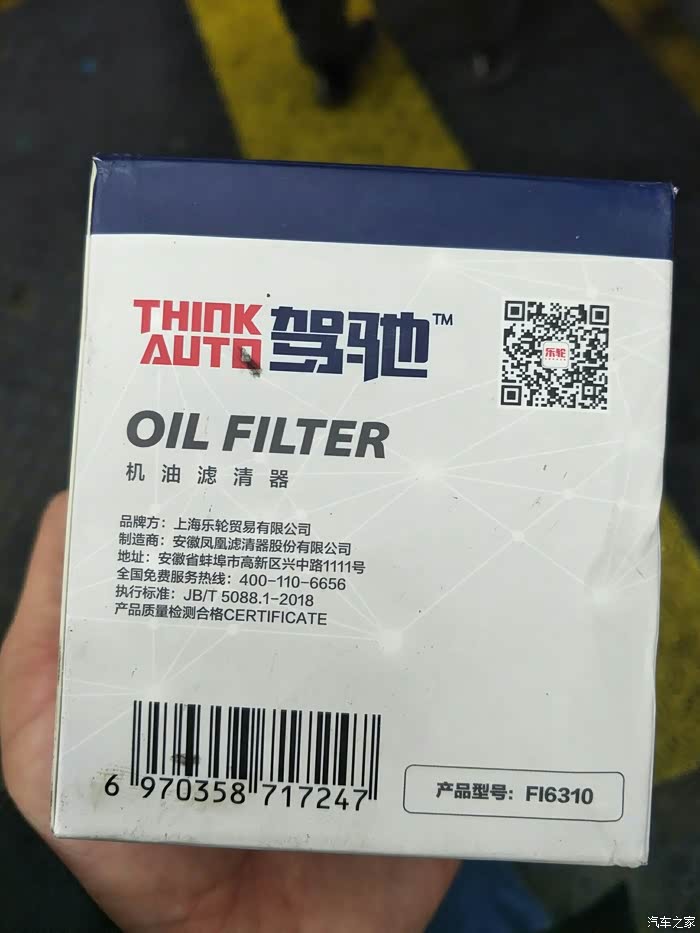 THINK AUTO 驾驰™
乐轮
OIL FILTER
机油滤清器
品牌方：上海乐轮贸易有限公司
制造商：安徽凤凰滤清器股份有限公司
地址：安徽省蚌埠市高新区兴中路1111号
全国免费服务热线：400-110-6656
执行标准：JB/T 5088.1-2018
产品质量检测合格CERTIFICATE
6 970358 717247
产品型号：FI6310
汽车之家